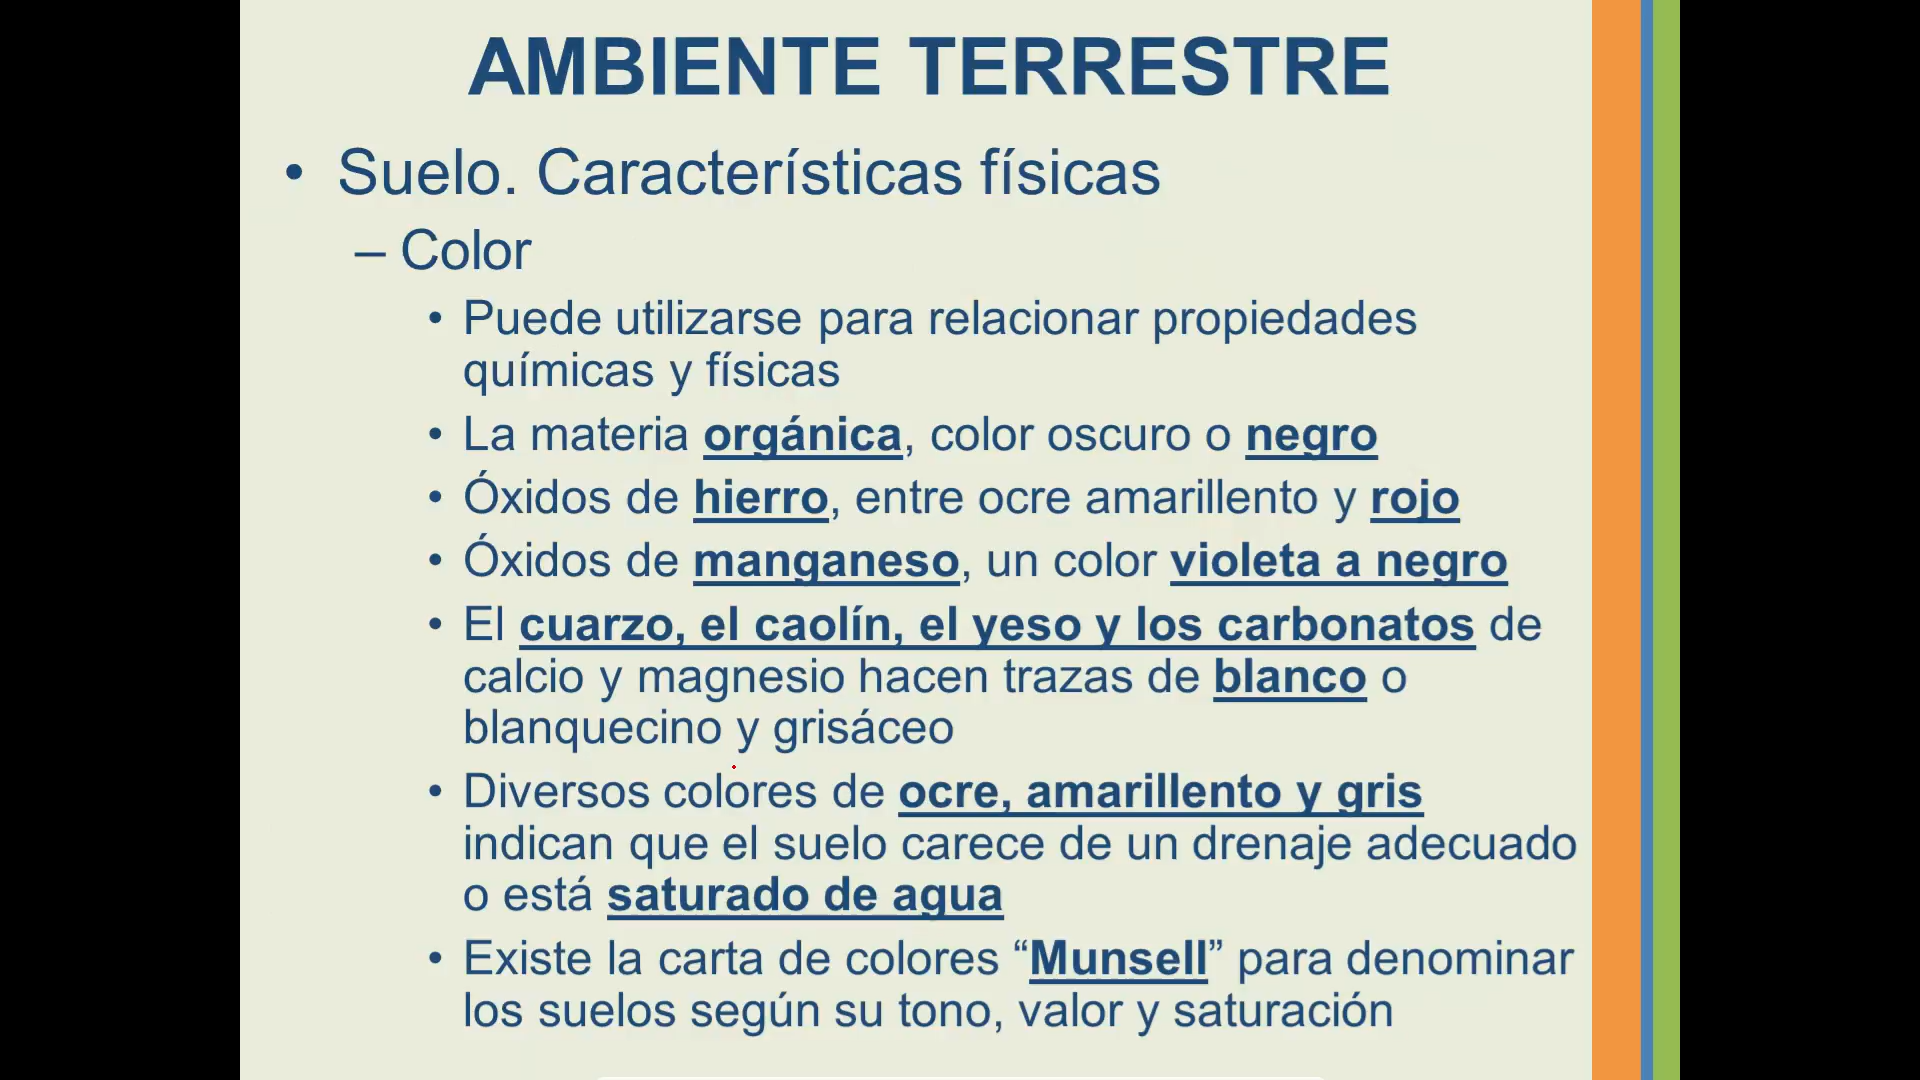 AMBIENTE TERRESTRE
• Suelo. Características físicas
– Color
• Puede utilizarse para relacionar propiedades
químicas y físicas
• La materia orgánica, color oscuro o negro
• Óxidos de hierro, entre ocre amarillento y rojo
• Óxidos de manganeso, un color violeta a negro
• El cuarzo, el caolín, el yeso y los carbonatos de
calcio y magnesio hacen trazas de blanco o
blanquecino y grisáceo
• Diversos colores de ocre, amarillento y gris
indican que el suelo carece de un drenaje adecuado
o está saturado de agua
• Existe la carta de colores “Munsell” para denominar
los suelos según su tono, valor y saturación